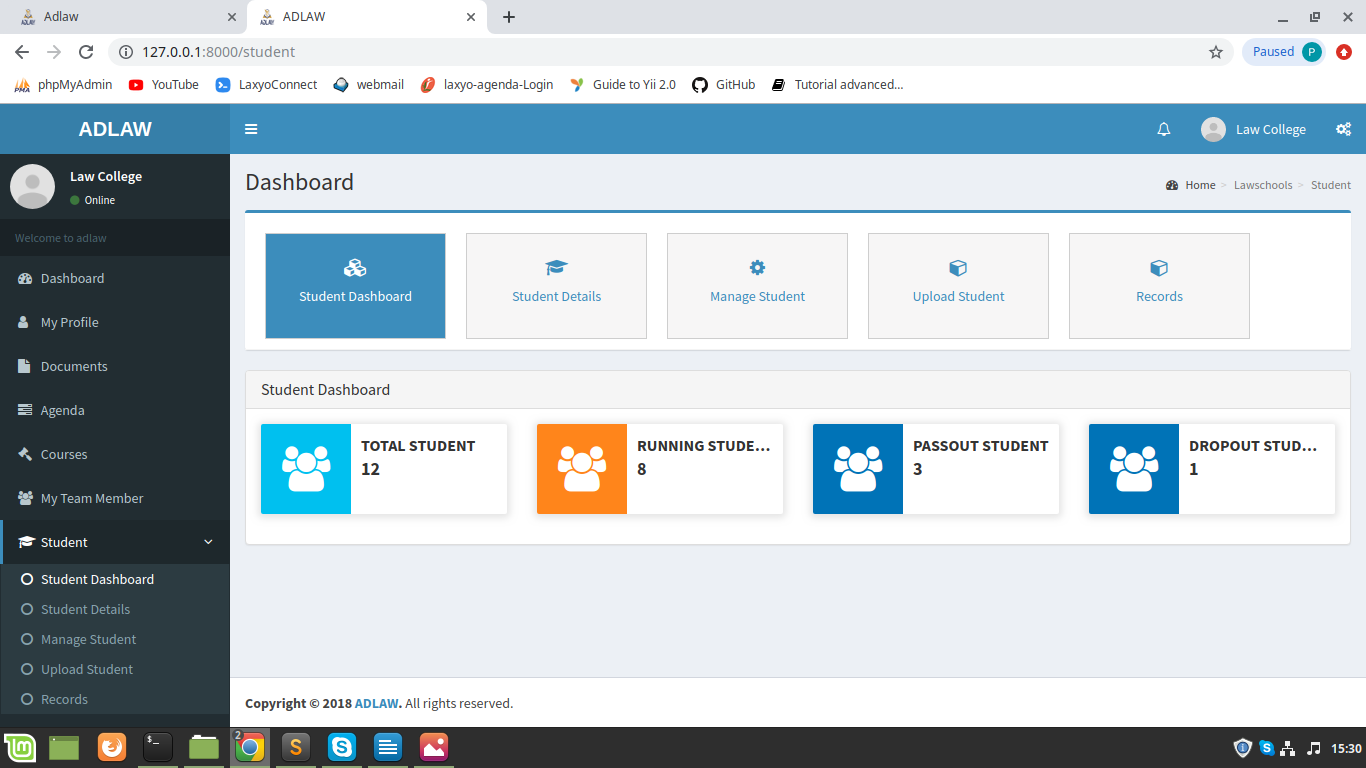 Adlaw
ADLAW
127.0.0.1:8000/student
Paused
P
phpMyAdmin
YouTube
LaxyoConnect
webmail
laxyo-agenda-Login
Guide to Yii 2.0
GitHub
Tutorial advanced...
ADLAW
Law College
Law College
Online
Welcome to adlaw
Dashboard
My Profile
Documents
Agenda
Courses
My Team Member
Student
Student Dashboard
Student Details
Manage Student
Upload Student
Records
Dashboard
Home > Lawschools > Student
Student Dashboard
Student Details
Manage Student
Upload Student
Records
Student Dashboard
TOTAL STUDENT
12
RUNNING STUDE...
8
PASSOUT STUDENT
3
DROPOUT STUD...
1
Copyright © 2018 ADLAW. All rights reserved.
2
15:30